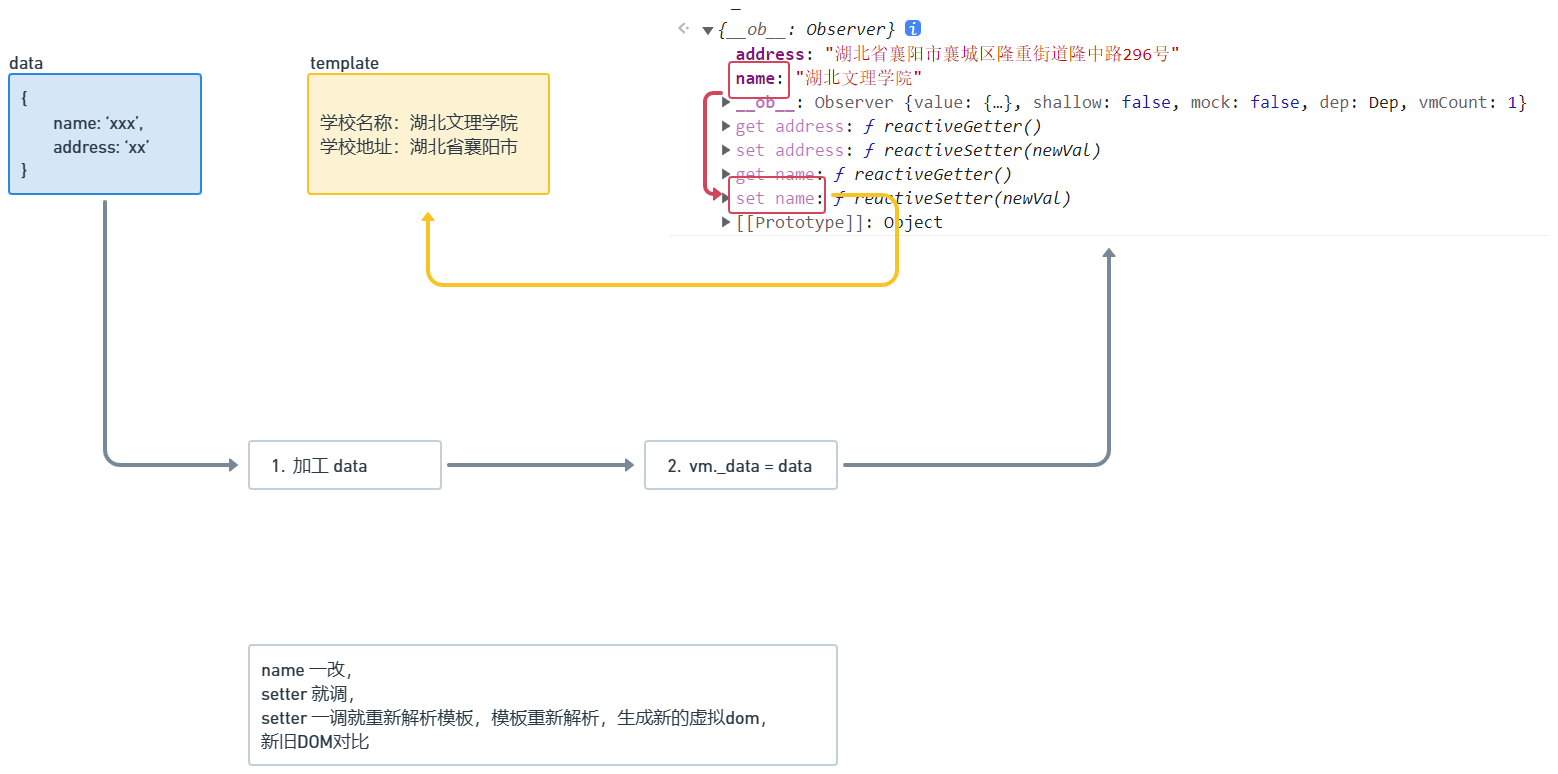 data
{
name: ‘xxx’,
address: ‘xx’
}
template
学校名称：湖北文理学院
学校地址：湖北省襄阳市
{__ob__: Observer} i
address: "湖北省襄阳市襄城区隆重街道隆中路296号"
name: "湖北文理学院"
__ob__: Observer {value: {…}, shallow: false, mock: false, dep: Dep, vmCount: 1}
get address: ƒ reactiveGetter()
set address: ƒ reactiveSetter(newVal)
get name: ƒ reactiveGetter()
set name: ƒ reactiveSetter(newVal)
[[Prototype]]: Object
1. 加工 data
2. vm._data = data
name 一改，
setter 就调，
setter 一调就重新解析模板，模板重新解析，生成新的虚拟dom，
新旧DOM对比